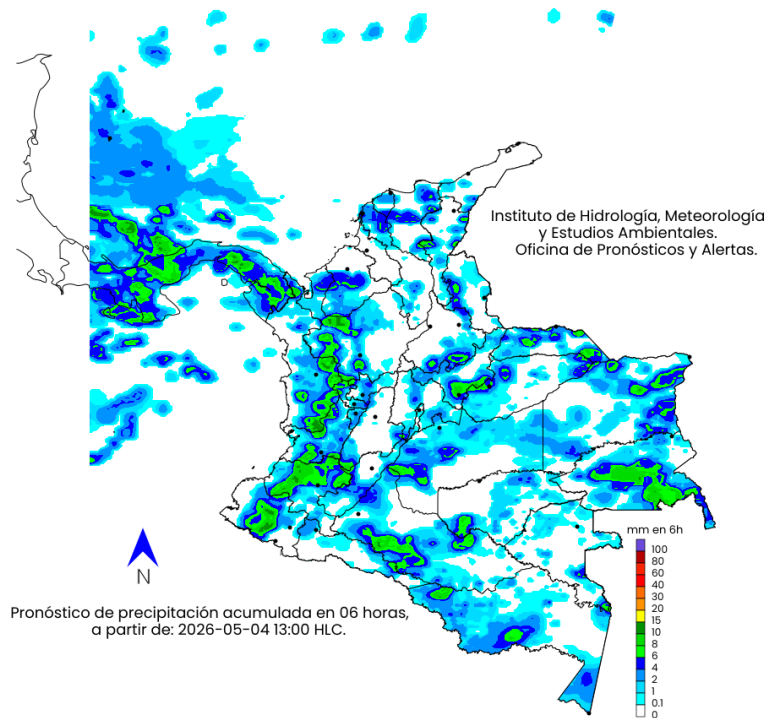 Instituto de Hidrología, Meteorología
y Estudios Ambientales.
Oficina de Pronósticos y Alertas.
mm en 6h
100
80
60
40
30
20
15
10
8
6
4
2
1
0.1
0
N
Pronóstico de precipitación acumulada en 06 horas,
a partir de: 2026-05-04 13:00 HLC.